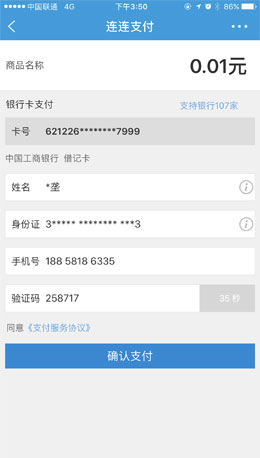 中国联通 4G 下午3:50 86%
连连支付
商品名称 0.01元
银行卡支付 支持银行107家
卡号 621226********7999
中国工商银行 借记卡
姓名 *垄
身份证 3***** ******** ***3
手机号 188 5818 6335
验证码 258717 35 秒
同意《支付服务协议》
确认支付